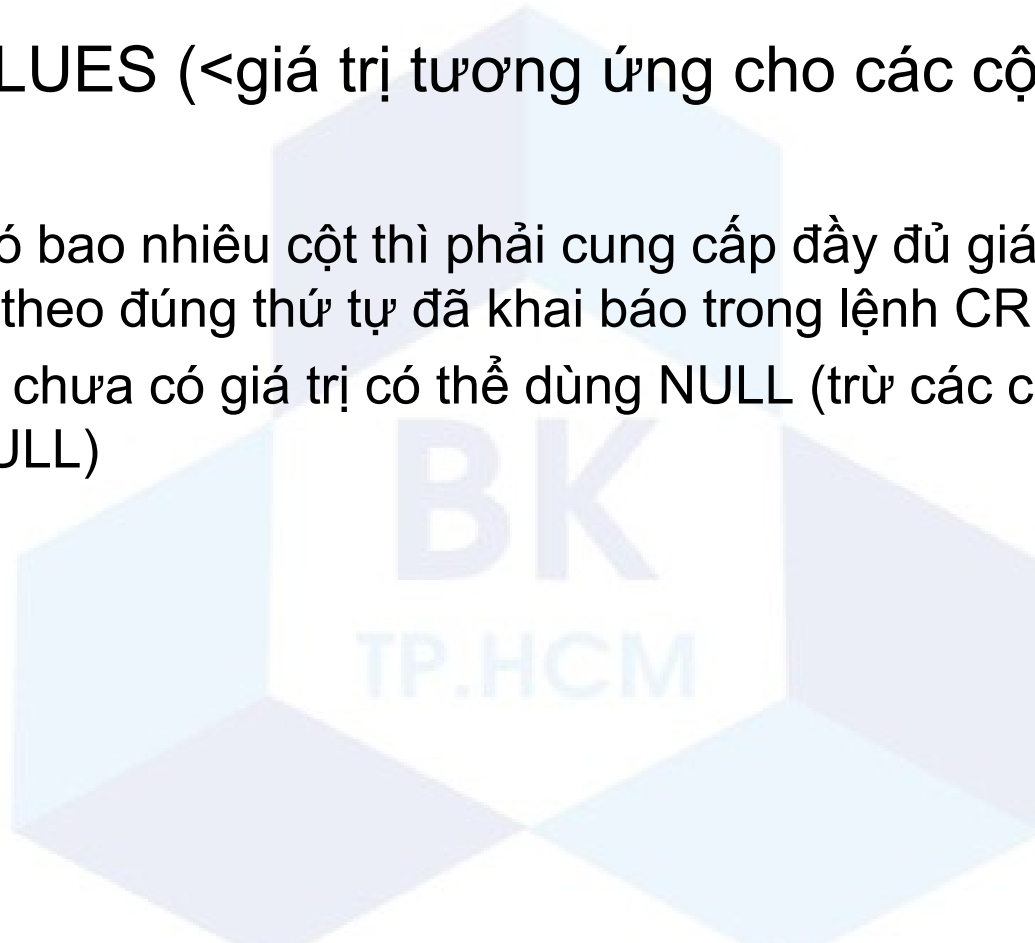 LUES (<giá trị tương ứng cho các cộ
ó bao nhiêu cột thì phải cung cấp đầy đủ giá
theo đúng thứ tự đã khai báo trong lệnh CR
chưa có giá trị có thể dùng NULL (trừ các c
ULL)
BK
TP.HCM